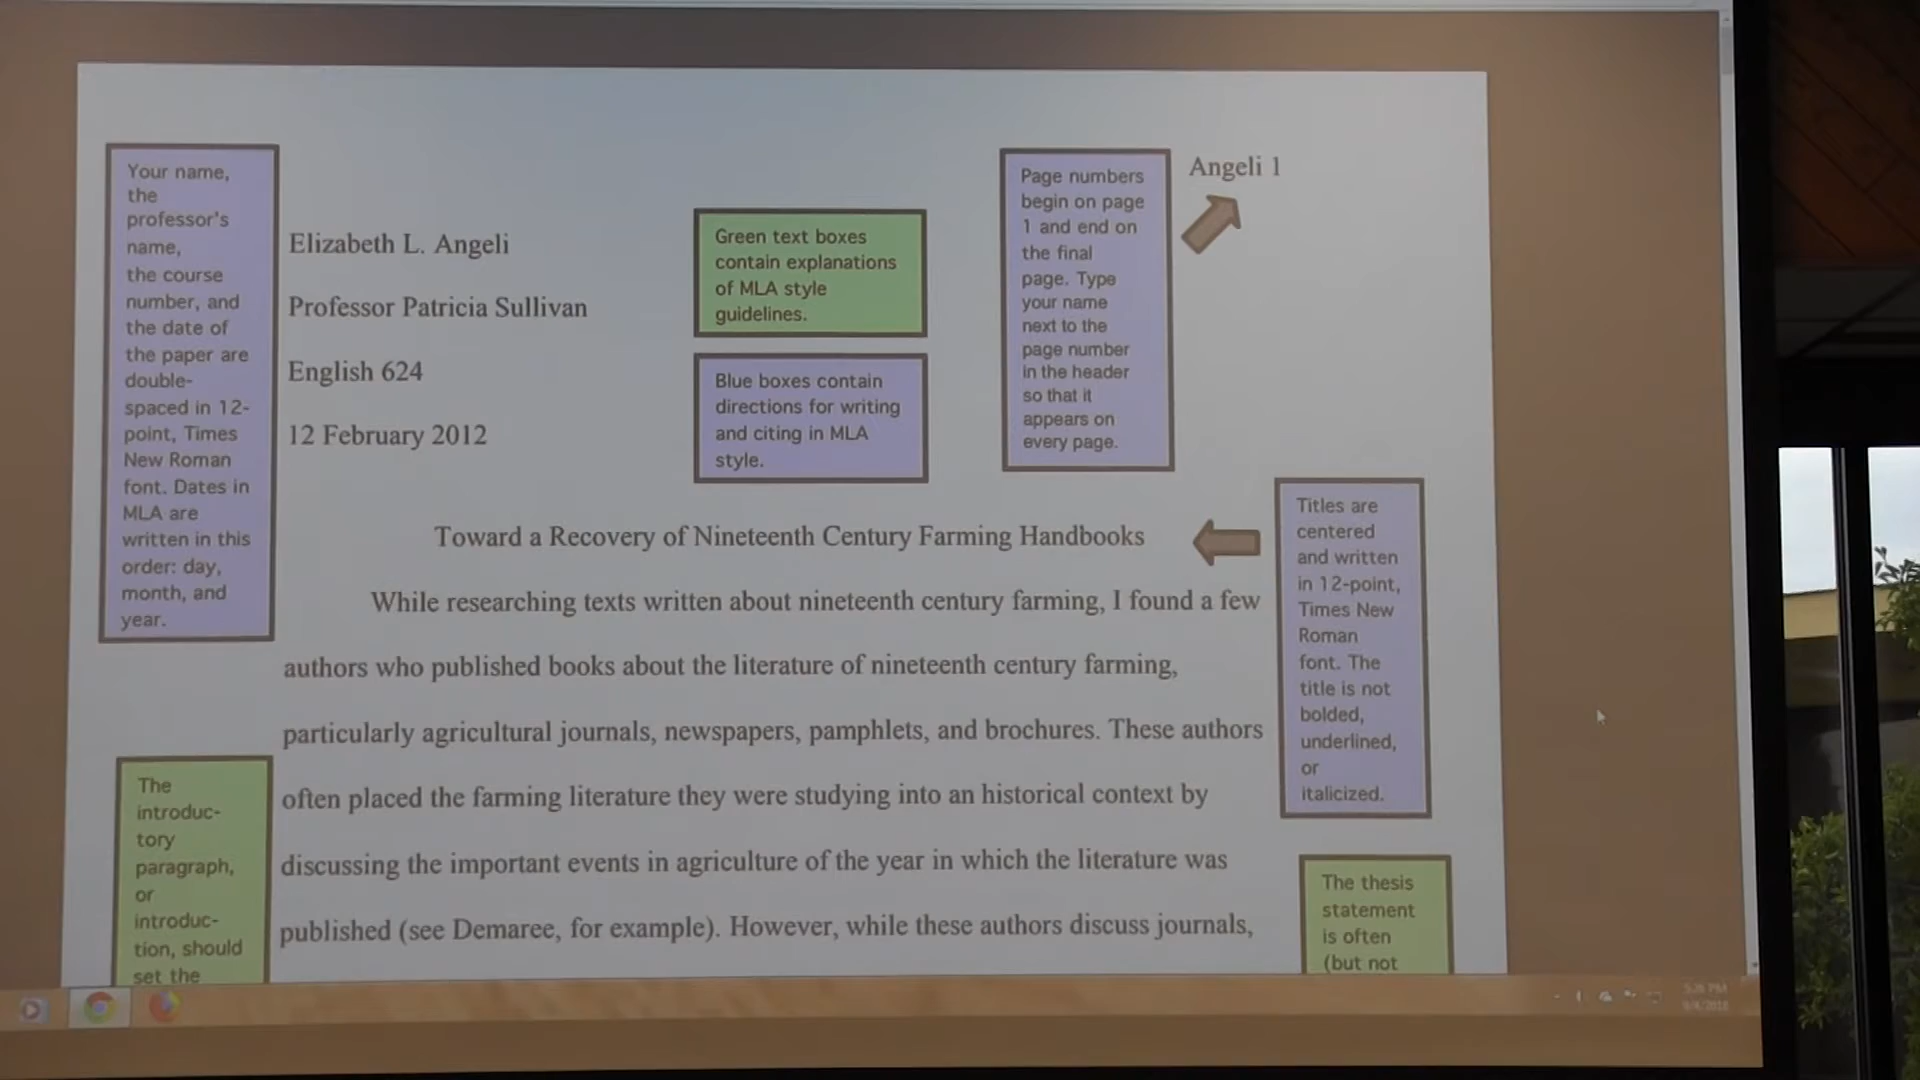 Your name,
the
professor's
name,
the course
number, and
the date of
the paper are
double-
spaced in 12-
point, Times
New Roman
font. Dates in
MLA are
written in this
order: day,
month, and
year.
Elizabeth L. Angeli
Professor Patricia Sullivan
English 624
12 February 2012
Green text boxes
contain explanations
of MLA style
guidelines.
Blue boxes contain
directions for writing
and citing in MLA
style.
Page numbers
begin on page
1 and end on
the final
page. Type
your name
next to the
page number
in the header
so that it
appears on
every page.
Angeli 1
Toward a Recovery of Nineteenth Century Farming Handbooks
Titles are
centered
and written
in 12-point,
Times New
Roman
font. The
title is not
bolded,
underlined,
or
italicized.
While researching texts written about nineteenth century farming, I found a few
authors who published books about the literature of nineteenth century farming,
particularly agricultural journals, newspapers, pamphlets, and brochures. These authors
often placed the farming literature they were studying into an historical context by
discussing the important events in agriculture of the year in which the literature was
published (see Demaree, for example). However, while these authors discuss journals,
The
introduc-
tory
paragraph,
or
introduc-
tion, should
set the
The thesis
statement
is often
(but not